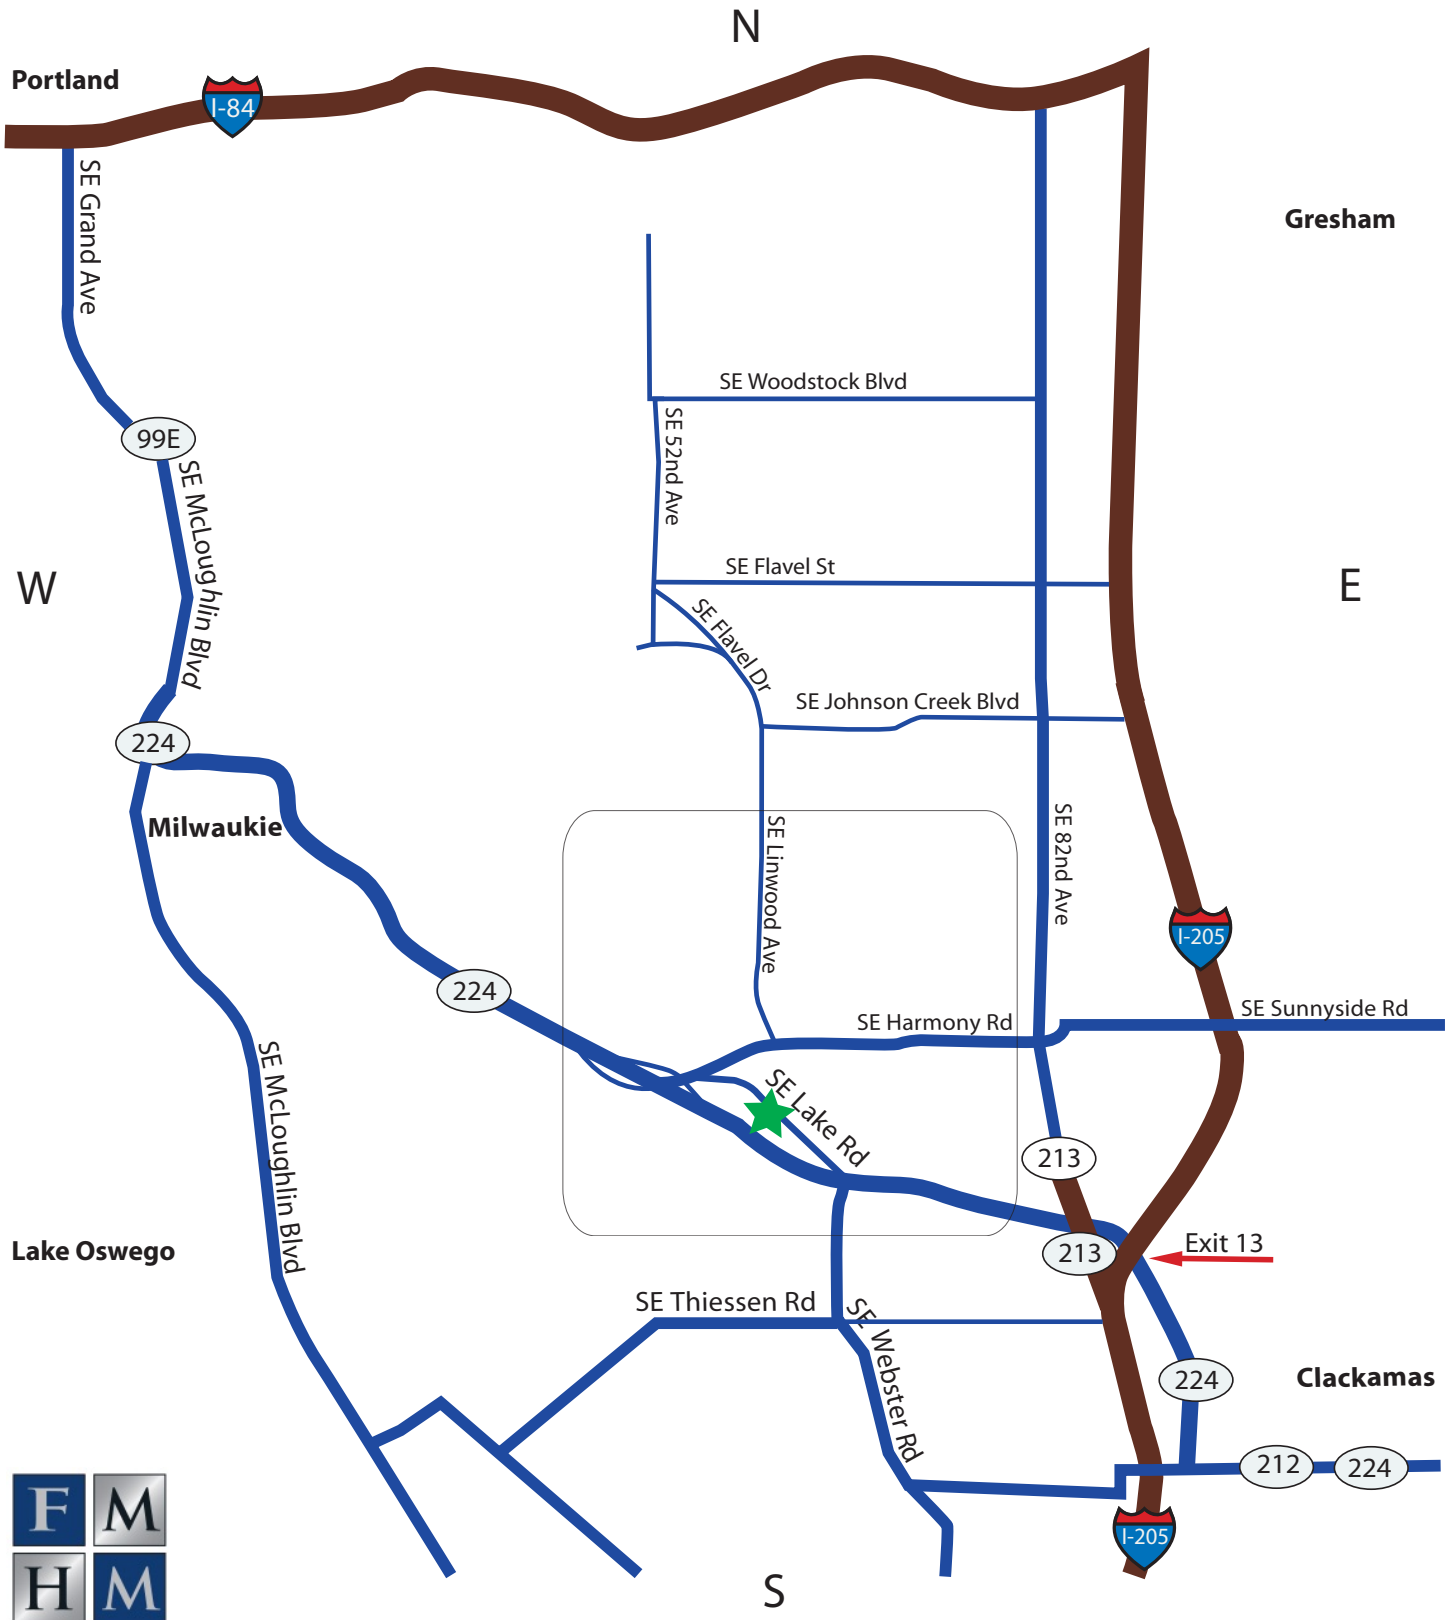 N
Portland
I-84
SE Grand Ave
Gresham
SE Woodstock Blvd
99E
SE 52nd Ave
SE McLoughlin Blvd
W
SE Flavel St
E
SE Flavel Dr
SE Johnson Creek Blvd
224
Milwaukie
SE Linwood Ave
SE 82nd Ave
I-205
224
SE Harmony Rd
SE Sunnyside Rd
SE McLoughlin Blvd
SE Lake Rd
213
Lake Oswego
213
Exit 13
SE Thiessen Rd
SE Webster Rd
224
Clackamas
212
224
F M
I-205
H M
S